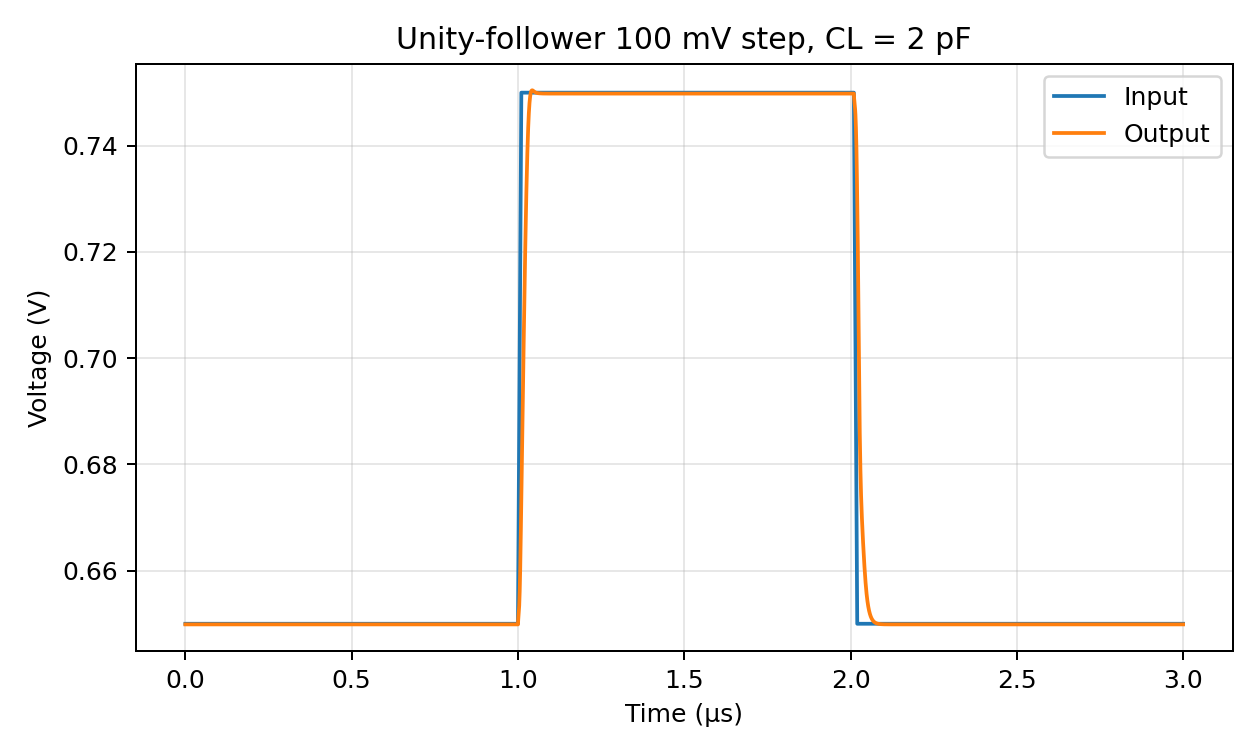 Unity-follower 100 mV step, CL = 2 pF
Input
Output
0.74
0.72
0.70
0.68
0.66
Voltage (V)
0.0 0.5 1.0 1.5 2.0 2.5 3.0
Time (µs)